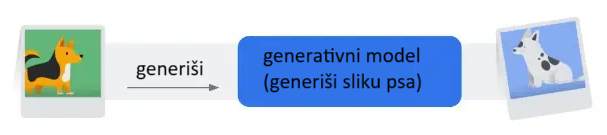 generiši
generativni model
(generiši sliku psa)